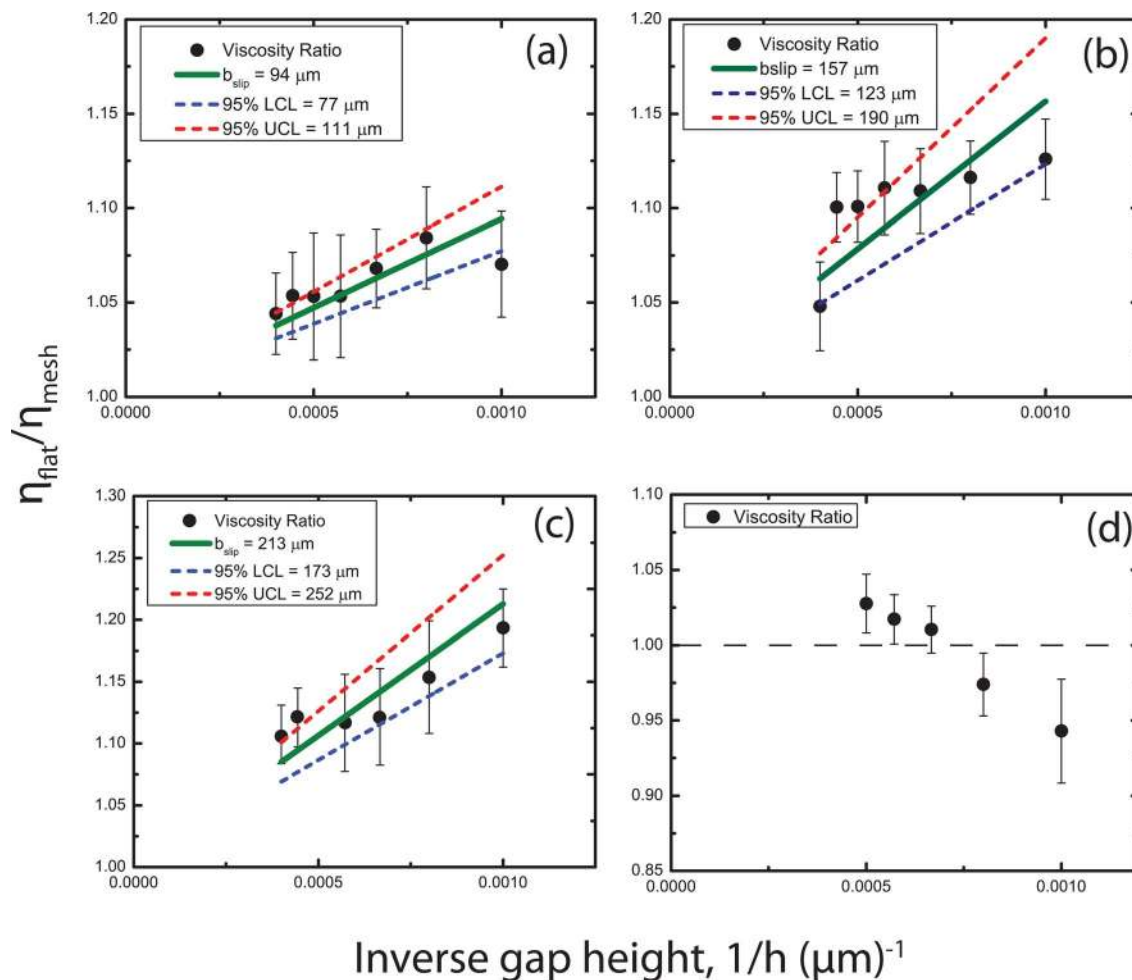 (a)
Viscosity Ratio
b_slip = 94 μm
95% LCL = 77 μm
95% UCL = 111 μm
1.20
1.15
1.10
1.05
1.00
0.0000
0.0005
0.0010
(b)
Viscosity Ratio
bslip = 157 μm
95% LCL = 123 μm
95% UCL = 190 μm
1.20
1.15
1.10
1.05
1.00
0.0000
0.0005
0.0010
η_flat/η_mesh
(c)
Viscosity Ratio
b_slip = 213 μm
95% LCL = 173 μm
95% UCL = 252 μm
1.30
1.25
1.20
1.15
1.10
1.05
1.00
0.0000
0.0005
0.0010
(d)
Viscosity Ratio
1.10
1.05
1.00
0.95
0.90
0.85
0.0000
0.0005
0.0010
Inverse gap height, 1/h (μm)⁻¹